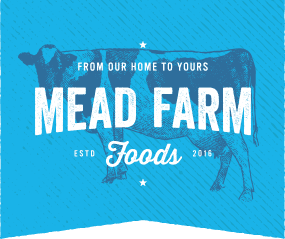 FROM OUR HOME TO YOURS
MEAD FARM
ESTD Foods 2016